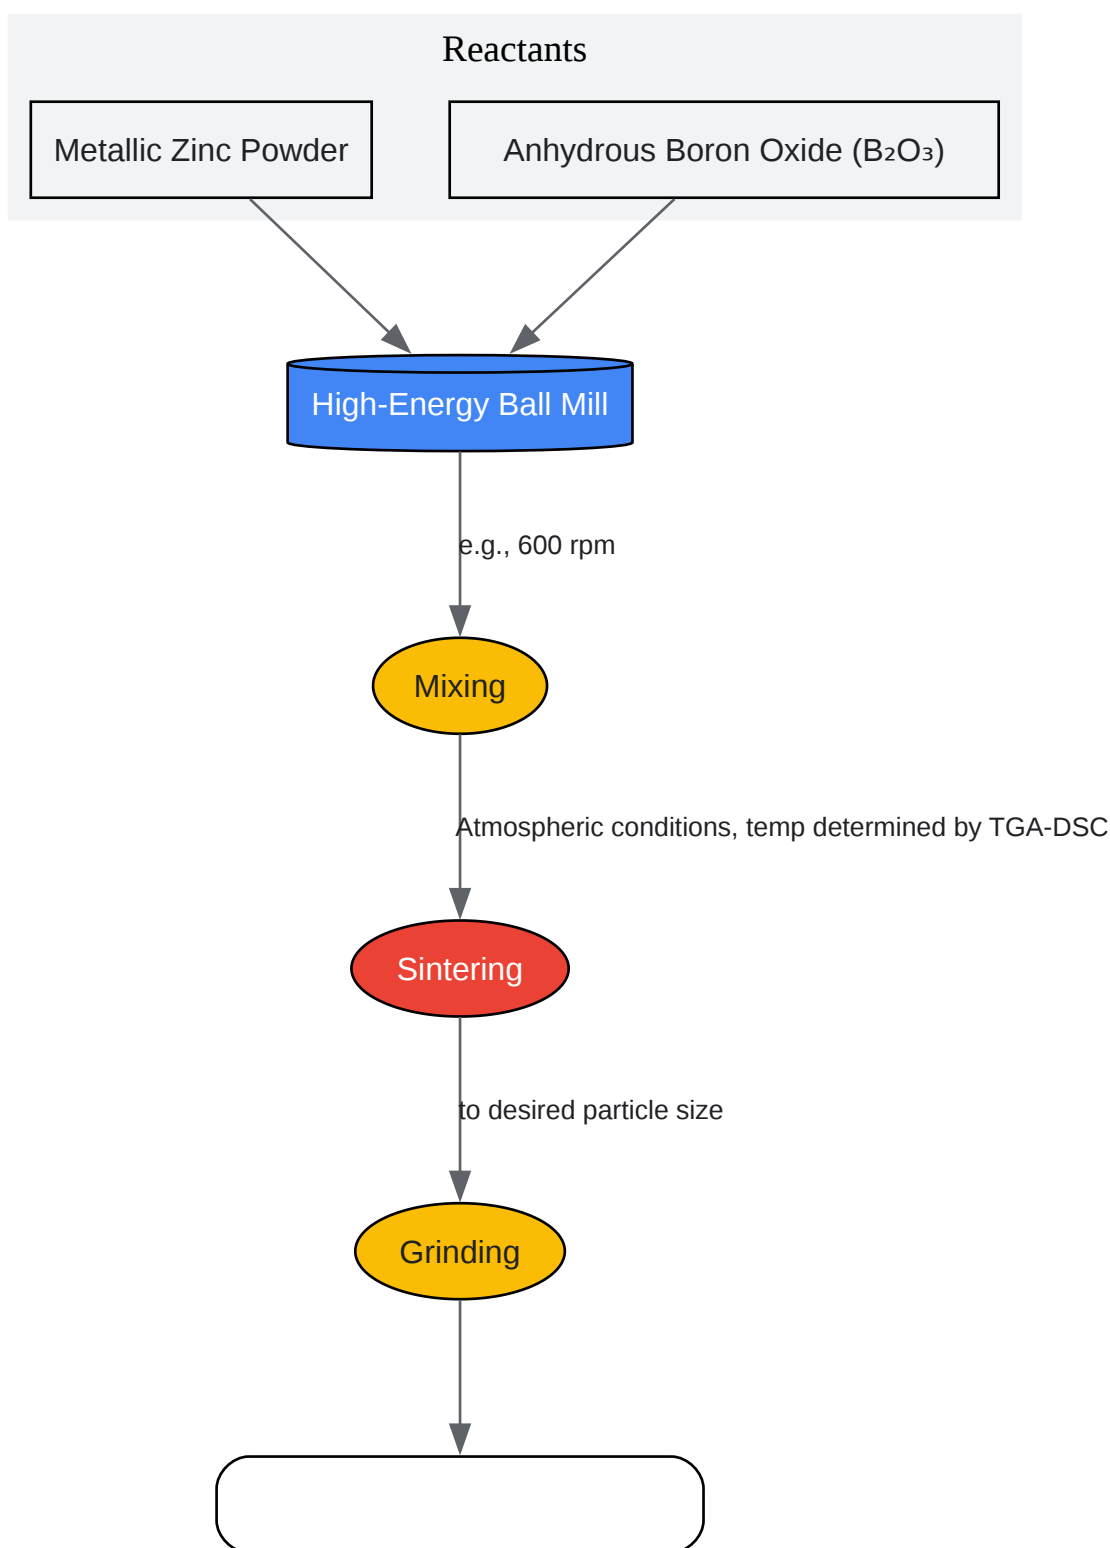 Reactants
Metallic Zinc Powder
Anhydrous Boron Oxide (B₂O₃)
High-Energy Ball Mill
e.g., 600 rpm
Mixing
Atmospheric conditions, temp determined by TGA-DSC
Sintering
to desired particle size
Grinding